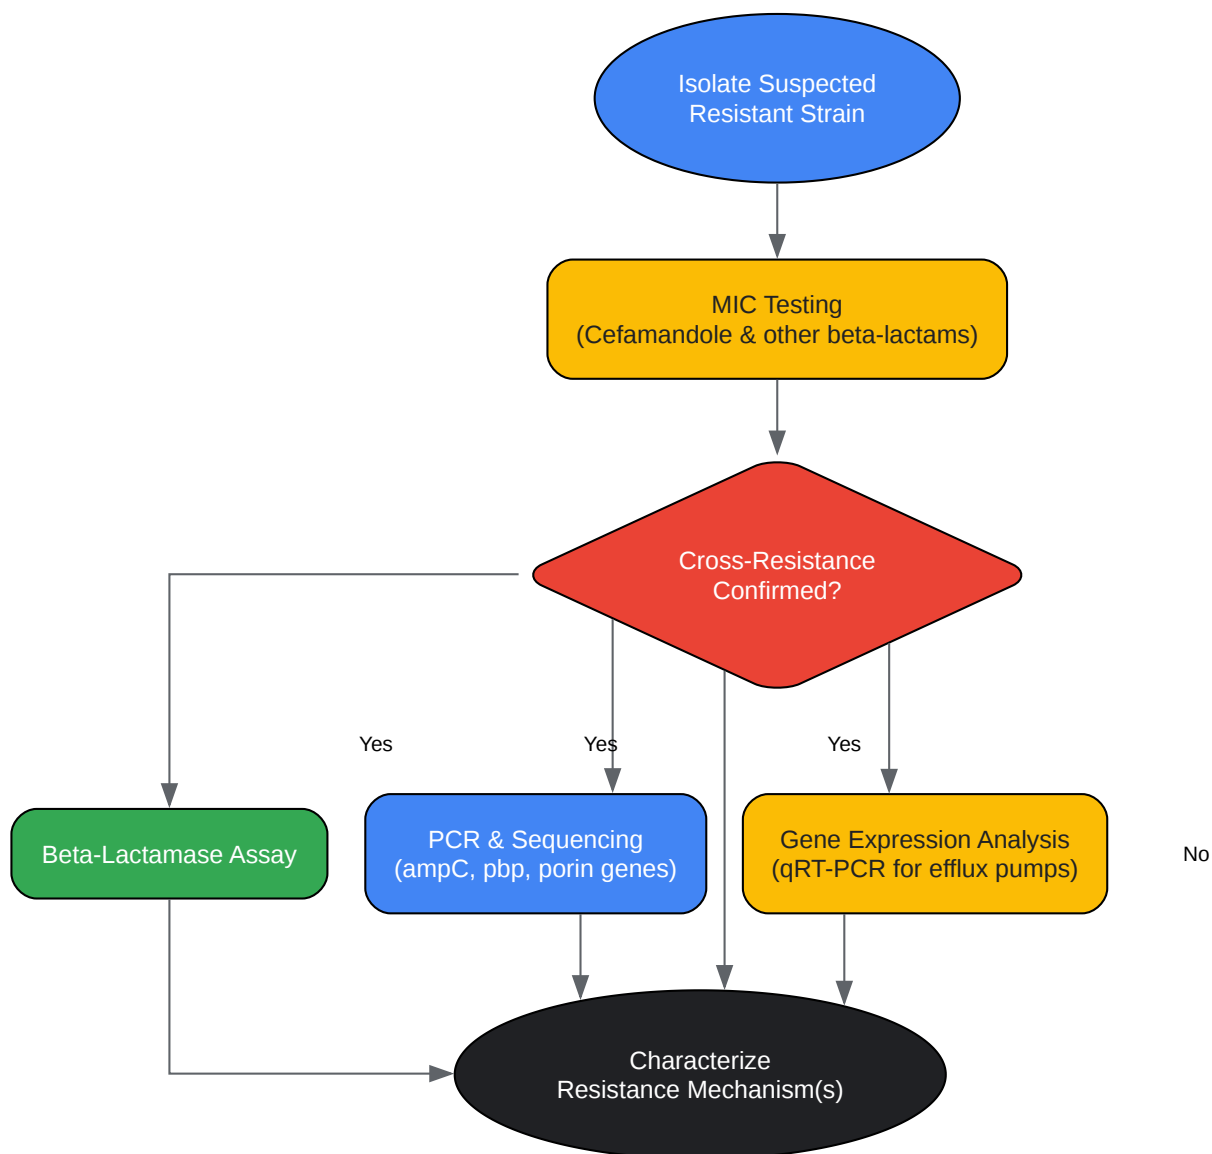 Isolate Suspected
Resistant Strain
MIC Testing
(Cefamandole & other beta-lactams)
Cross-Resistance
Confirmed?
Yes
Yes
Yes
No
Beta-Lactamase Assay
PCR & Sequencing
(ampC, pbp, porin genes)
Gene Expression Analysis
(qRT-PCR for efflux pumps)
Characterize
Resistance Mechanism(s)